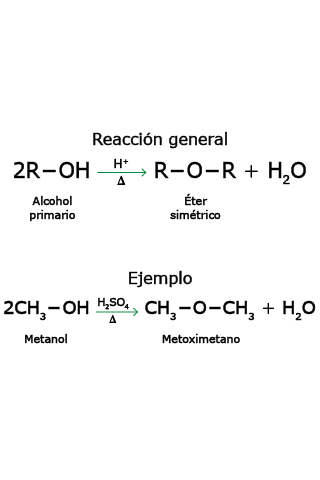 Reacción general
2R–OH H⁺ Δ → R–O–R + H₂O
Alcohol primario
Éter simétrico
Ejemplo
2CH₃–OH H₂SO₄ Δ → CH₃–O–CH₃ + H₂O
Metanol Metoximetano